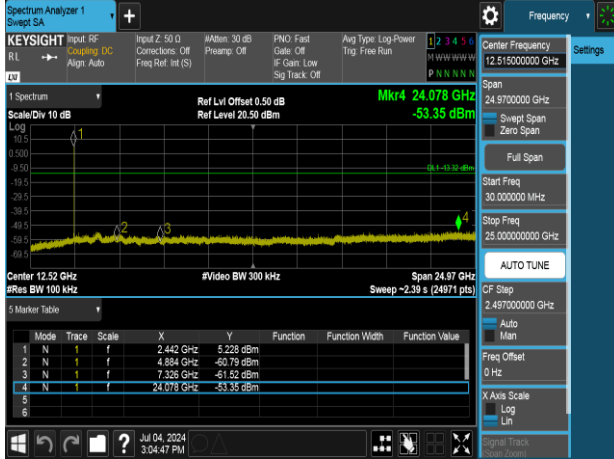 Spectrum Analyzer 1
Swept SA
Frequency
KEYSIGHT
RL
Input: RF
Coupling: DC
Align: Auto
Input Z: 50 Ω
Corrections: Off
Freq Ref: Int (S)
#Atten: 30 dB
Preamp: Off
PNO: Fast
Gate: Off
IF Gain: Low
Sig Track: Off
Avg Type: Log-Power
Trig: Free Run
1 2 3 4 5 6
M W W W W W
P N N N N N
LXI
1 Spectrum
Scale/Div 10 dB
Ref Lvl Offset 0.50 dB
Ref Level 20.50 dBm
Mkr4 24.078 GHz
-53.35 dBm
Log
10.5
0.500
-9.50
-19.5
-29.5
-39.5
-49.5
-59.5
-69.5
1
2
3
4
DL1 -13.32 dBm
Center 12.52 GHz
#Res BW 100 kHz
#Video BW 300 kHz
Span 24.97 GHz
Sweep ~2.39 s (24971 pts)
5 Marker Table
Mode Trace Scale X Y Function Function Width Function Value
1 N 1 f 2.442 GHz 5.228 dBm
2 N 1 f 4.884 GHz -60.79 dBm
3 N 1 f 7.326 GHz -61.52 dBm
4 N 1 f 24.078 GHz -53.35 dBm
5
6
Jul 04, 2024
3:04:47 PM
Center Frequency
12.515000000 GHz
Settings
Span
24.9700000 GHz
Swept Span
Zero Span
Full Span
Start Freq
30.000000 MHz
Stop Freq
25.000000000 GHz
AUTO TUNE
CF Step
2.497000000 GHz
Auto
Man
Freq Offset
0 Hz
X Axis Scale
Log
Lin
Signal Track
(Span Zoom)